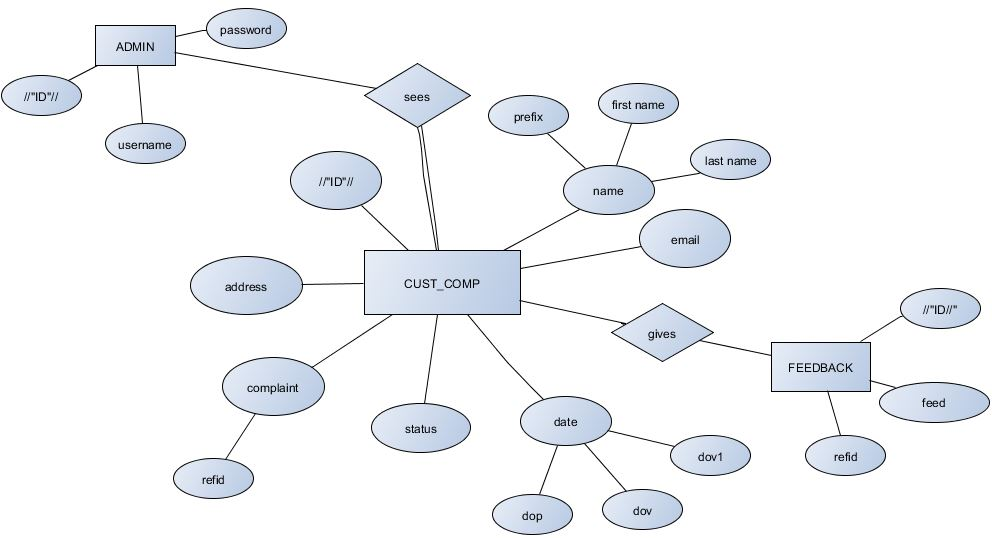 password
ADMIN
//"ID"//
sees
first name
prefix
username
last name
//"ID"//
name
email
CUST_COMP
address
//"ID//"
gives
FEEDBACK
complaint
feed
date
status
dov1
refid
refid
dov
dop